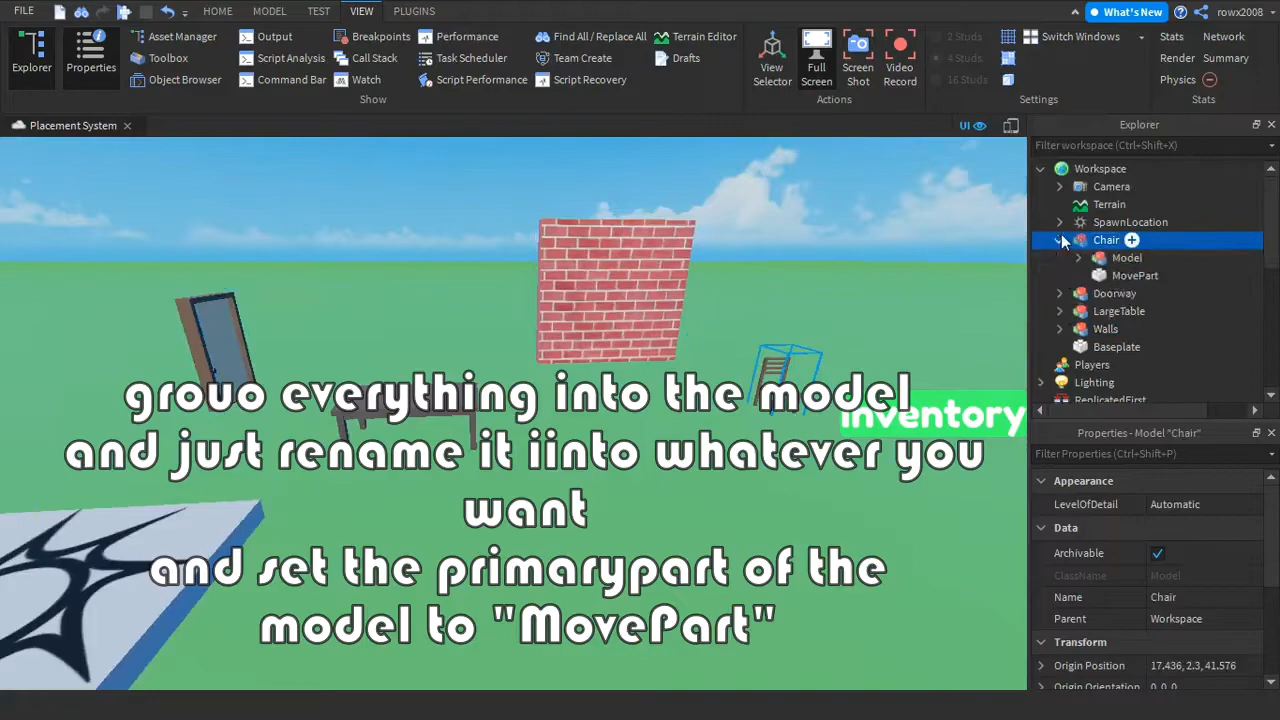 FILE HOME MODEL TEST VIEW PLUGINS What's New rowx2008
Asset Manager Output Breakpoints Performance Find All / Replace All Terrain Editor 2 Studs Switch Windows Stats Network
Toolbox Script Analysis Call Stack Task Scheduler Team Create Drafts 4 Studs Render Summary
Explorer Properties Object Browser Command Bar Watch Script Performance Script Recovery View Selector Full Screen Screen Shot Video Record 16 Studs Physics
Show Actions Settings Stats
Placement System UI Explorer
Filter workspace (Ctrl+Shift+X)
Workspace
Camera
Terrain
SpawnLocation
Chair
Model
MovePart
Doorway
LargeTable
Walls
Baseplate
Players
Lighting
ReplicatedFirst
Properties - Model "Chair"
Filter Properties (Ctrl+Shift+P)
Appearance
LevelOfDetail Automatic
Data
Archivable
ClassName Model
Name Chair
Parent Workspace
Transform
Origin Position 17.436, 2.3, 41.576
Origin Orientation 0, 0, 0
Inventory
grouo everything into the model
and just rename it iinto whatever you
want
and set the primarypart of the
model to "MovePart"